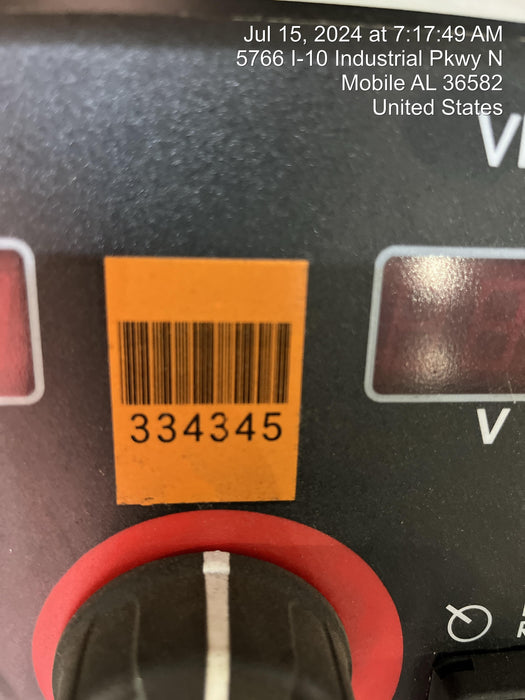 Jul 15, 2024 at 7:17:49 AM
5766 I-10 Industrial Pkwy N
Mobile AL 36582
United States
334345
V